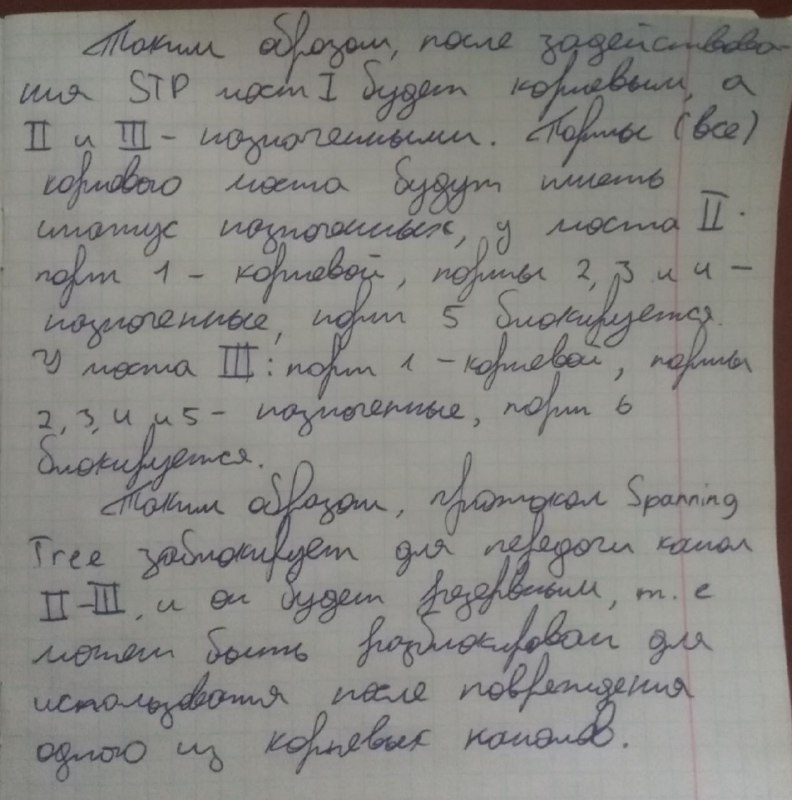 Таким образом, после задействова-
ния STP мост I будет корневым, а
II и III - назначенными. Порты (все)
корневого моста будут иметь
статус назначенных, у моста II:
порт 1 - корневой, порты 2, 3 и 4 -
назначенные, порт 5 блокируется.
У моста III: порт 1 - корневой, порты
2, 3, 4 и 5 - назначенные, порт 6
блокируется.
Таким образом, протокол Spanning
Tree заблокирует для передачи канал
II-III, и он будет резервным, т.е
может быть разблокирован для
использования после повреждения
одного из корневых каналов.